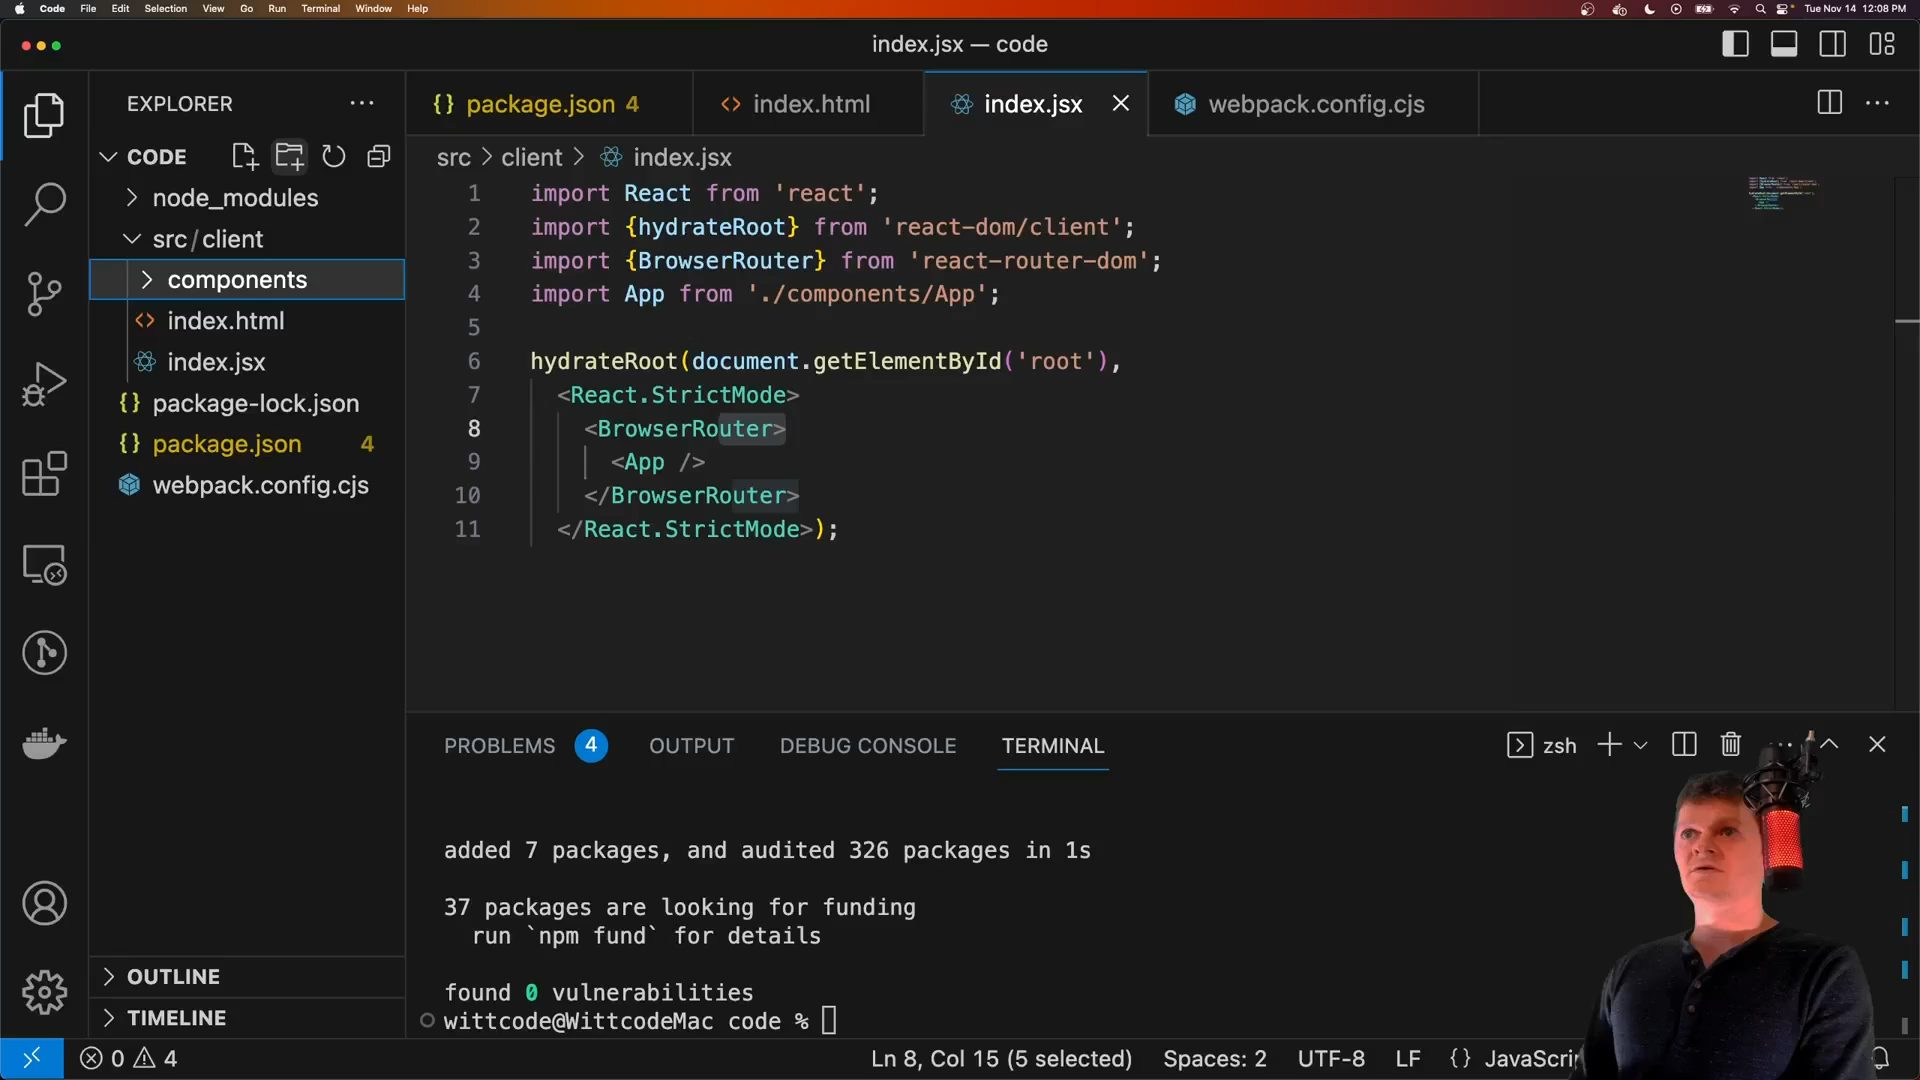 Code File Edit Selection View Go Run Terminal Window Help
Tue Nov 14 12:08 PM
index.jsx — code
EXPLORER
package.json 4
index.html
index.jsx
webpack.config.cjs
CODE
node_modules
src/client
components
index.html
index.jsx
package-lock.json
package.json 4
webpack.config.cjs
OUTLINE
TIMELINE
src > client > index.jsx
1 import React from 'react';
2 import {hydrateRoot} from 'react-dom/client';
3 import {BrowserRouter} from 'react-router-dom';
4 import App from './components/App';
5
6 hydrateRoot(document.getElementById('root'),
7 <React.StrictMode>
8 <BrowserRouter>
9 <App />
10 </BrowserRouter>
11 </React.StrictMode>);
PROBLEMS 4 OUTPUT DEBUG CONSOLE TERMINAL
zsh
added 7 packages, and audited 326 packages in 1s
37 packages are looking for funding
run `npm fund` for details
found 0 vulnerabilities
wittcode@WittcodeMac code %
0 4
Ln 8, Col 15 (5 selected) Spaces: 2 UTF-8 LF {} JavaScri